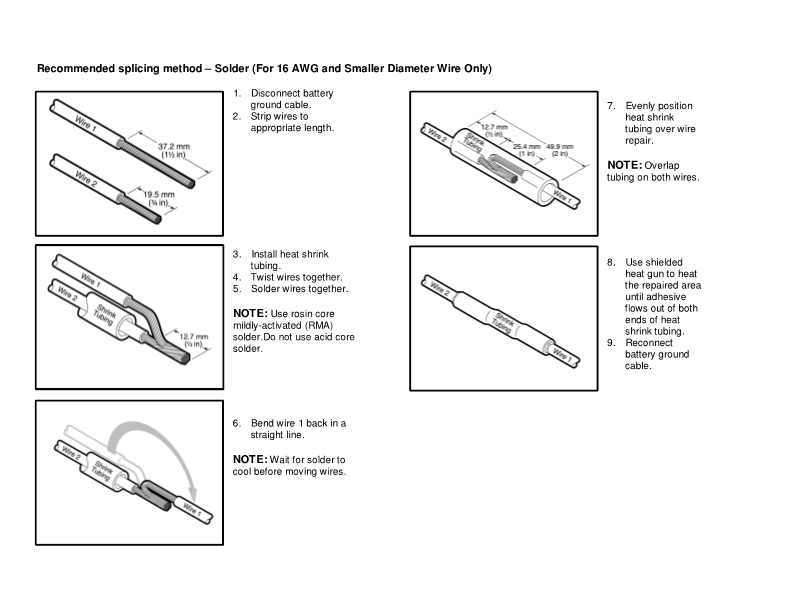 Recommended splicing method – Solder (For 16 AWG and Smaller Diameter Wire Only)
Wire 1
37.2 mm
(1½ in)
Wire 2
19.5 mm
(¾ in)
1. Disconnect battery
ground cable.
2. Strip wires to
appropriate length.
Wire 1
Wire 2
Shrink
Tubing
12.7 mm
(½ in)
3. Install heat shrink
tubing.
4. Twist wires together.
5. Solder wires together.
NOTE: Use rosin core
mildly-activated (RMA)
solder.Do not use acid core
solder.
Wire 2
Shrink
Tubing
Wire 1
6. Bend wire 1 back in a
straight line.
NOTE: Wait for solder to
cool before moving wires.
Wire 2
Shrink
Tubing
12.7 mm
(½ in)
25.4 mm
(1 in)
49.9 mm
(2 in)
Wire 1
7. Evenly position
heat shrink
tubing over wire
repair.
NOTE: Overlap
tubing on both wires.
Wire 2
Shrink
Tubing
Wire 1
8. Use shielded
heat gun to heat
the repaired area
until adhesive
flows out of both
ends of heat
shrink tubing.
9. Reconnect
battery ground
cable.